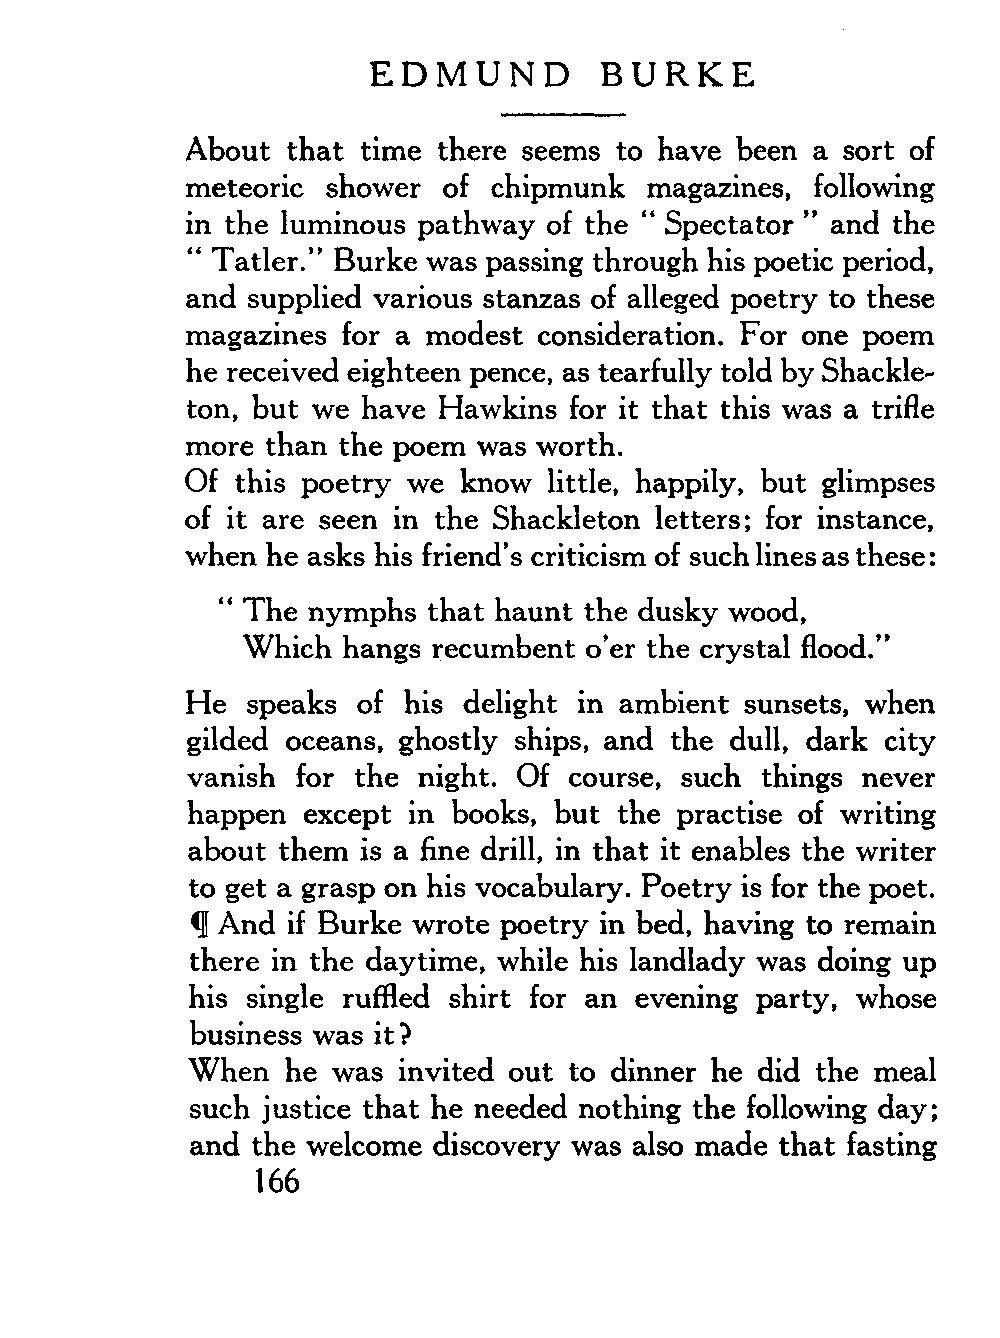 EDMUND BURKE
About that time there seems to have been a sort of
meteoric shower of chipmunk magazines, following
in the luminous pathway of the “ Spectator ” and the
“ Tatler.” Burke was passing through his poetic period,
and supplied various stanzas of alleged poetry to these
magazines for a modest consideration. For one poem
he received eighteen pence, as tearfully told by Shackle-
ton, but we have Hawkins for it that this was a trifle
more than the poem was worth.
Of this poetry we know little, happily, but glimpses
of it are seen in the Shackleton letters; for instance,
when he asks his friend's criticism of such lines as these:
“ The nymphs that haunt the dusky wood,
Which hangs recumbent o'er the crystal flood.”
He speaks of his delight in ambient sunsets, when
gilded oceans, ghostly ships, and the dull, dark city
vanish for the night. Of course, such things never
happen except in books, but the practise of writing
about them is a fine drill, in that it enables the writer
to get a grasp on his vocabulary. Poetry is for the poet.
¶ And if Burke wrote poetry in bed, having to remain
there in the daytime, while his landlady was doing up
his single ruffled shirt for an evening party, whose
business was it?
When he was invited out to dinner he did the meal
such justice that he needed nothing the following day;
and the welcome discovery was also made that fasting
166